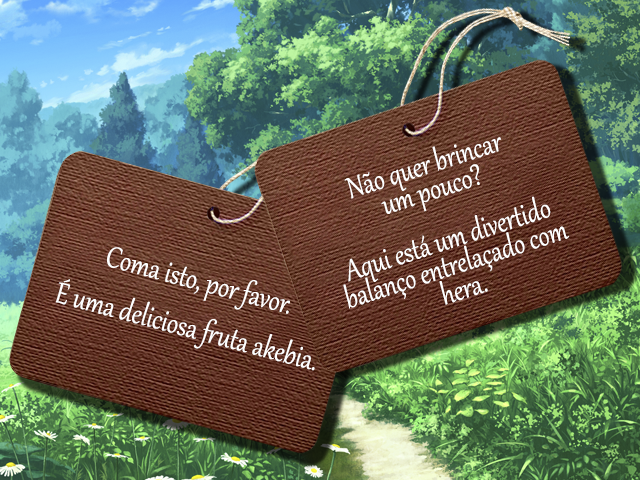 Coma isto, por favor.
É uma deliciosa fruta akebia.
Não quer brincar
um pouco?
Aqui está um divertido
balanço entrelaçado com
hera.